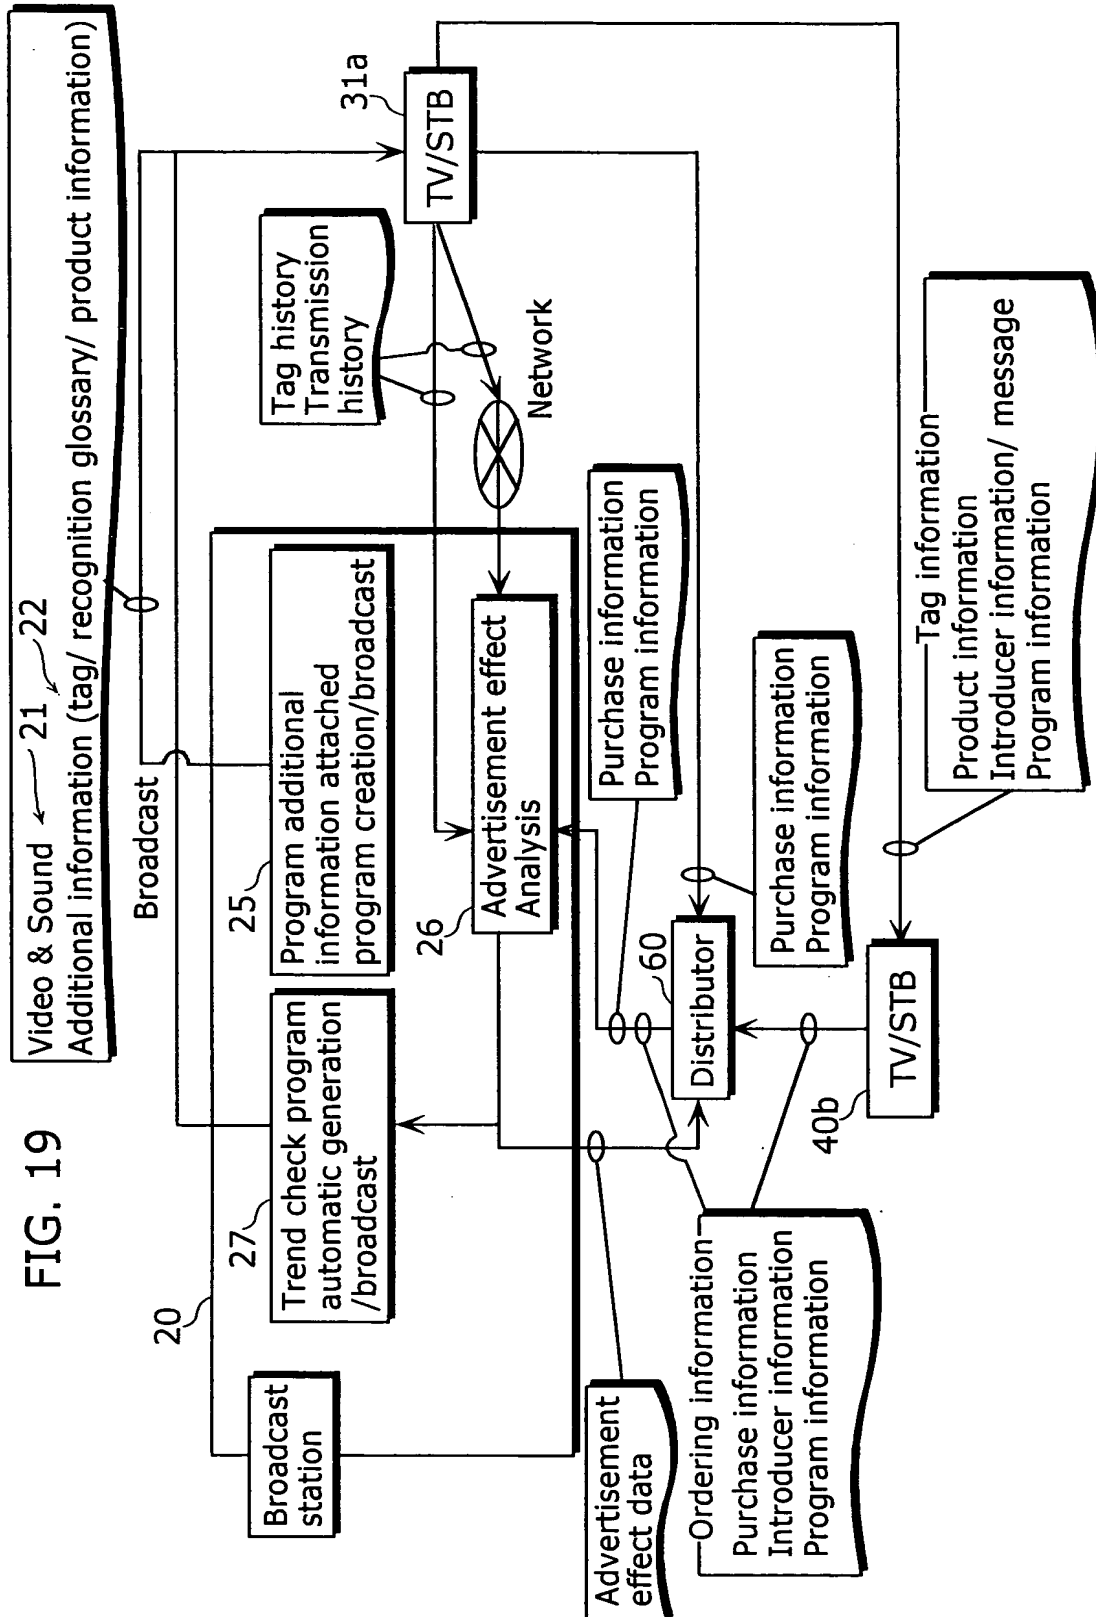 FIG. 19
Video & Sound 21 22
Additional information (tag/ recognition glossary/ product information)
Broadcast
station
20
27
Trend check program
automatic generation
/broadcast
Broadcast
25
Program additional
information attached
program creation/broadcast
26
Advertisement effect
Analysis
Tag history
Transmission
history
31a
TV/STB
Network
Purchase information
Program information
Advertisement
effect data
60
Distributor
Purchase information
Program information
Ordering information
Purchase information
Introducer information
Program information
40b
TV/STB
Tag information
Product information
Introducer information/ message
Program information